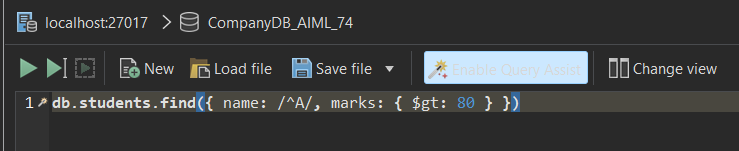 localhost:27017 > CompanyDB_AIML_74
New Load file Save file Enable Query Assist Change view
1 db.students.find({ name: /^A/, marks: { $gt: 80 } })